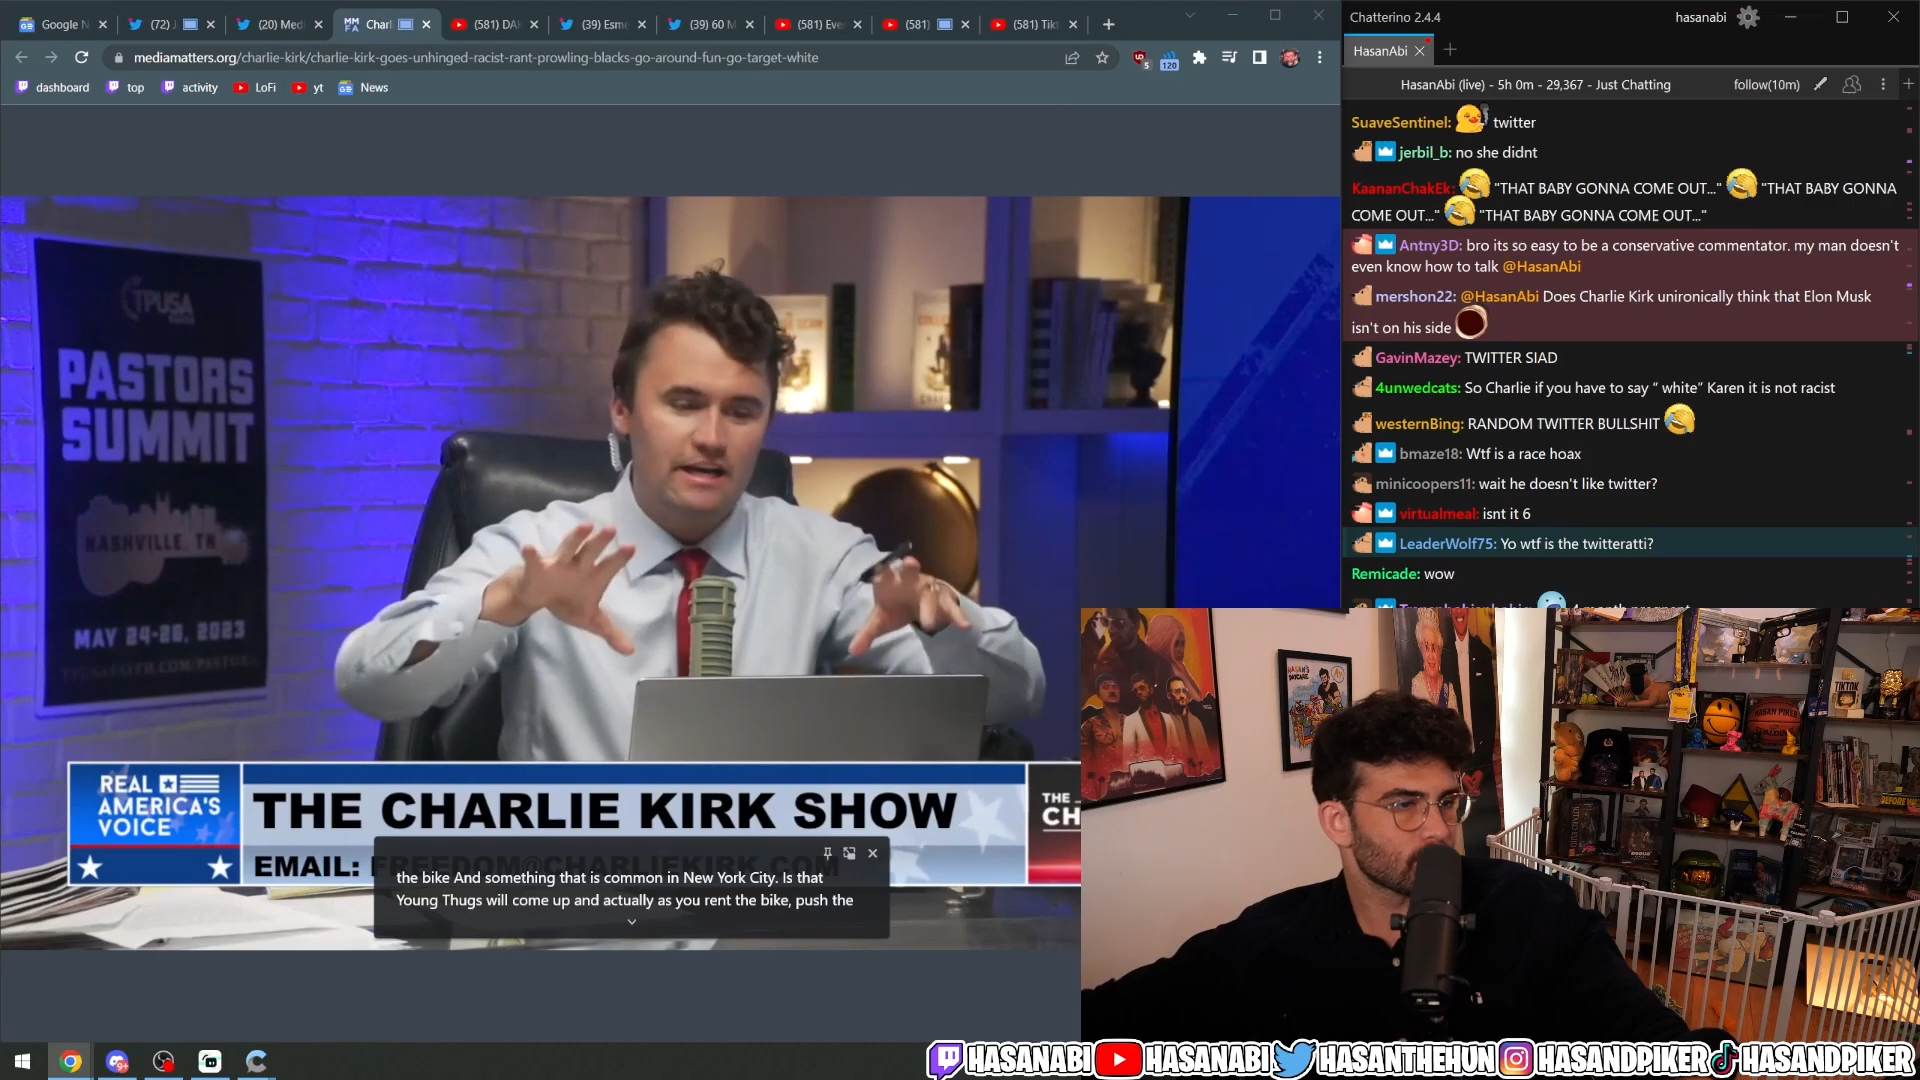 Google N
(72) J
(20) Med
Charl
(581) DA
(39) Esme
(39) 60 M
(581) Eve
(581)
(581) Tikt
mediamatters.org/charlie-kirk/charlie-kirk-goes-unhinged-racist-rant-prowling-blacks-go-around-fun-go-target-white
5
120
dashboard
top
activity
LoFi
yt
News
TPUSA
PASTORS
SUMMIT
NASHVILLE, TN
MAY 24-26, 2023
REAL
AMERICA'S
VOICE
THE CHARLIE KIRK SHOW
THE
CH
EMAIL: FREEDOM@CHARLIEKIRK.COM
the bike And something that is common in New York City. Is that
Young Thugs will come up and actually as you rent the bike, push the
Chatterino 2.4.4
hasanabi
HasanAbi
HasanAbi (live) - 5h 0m - 29,367 - Just Chatting
follow(10m)
SuaveSentinel: twitter
jerbil_b: no she didnt
KaananChakEk: "THAT BABY GONNA COME OUT..." "THAT BABY GONNA
COME OUT..." "THAT BABY GONNA COME OUT..."
Antny3D: bro its so easy to be a conservative commentator. my man doesn't
even know how to talk @HasanAbi
mershon22: @HasanAbi Does Charlie Kirk unironically think that Elon Musk
isn't on his side
GavinMazey: TWITTER SIAD
4unwedcats: So Charlie if you have to say “ white” Karen it is not racist
westernBing: RANDOM TWITTER BULLSHIT
bmaze18: Wtf is a race hoax
minicoopers11: wait he doesn't like twitter?
virtualmeal: isnt it 6
LeaderWolf75: Yo wtf is the twitteratti?
Remicade: wow
HASAN PIKER
SPALDING
TIKTOK
HASANABI
HASANABI
HASANTHEHUN
HASANDPIKER
HASANDPIKER